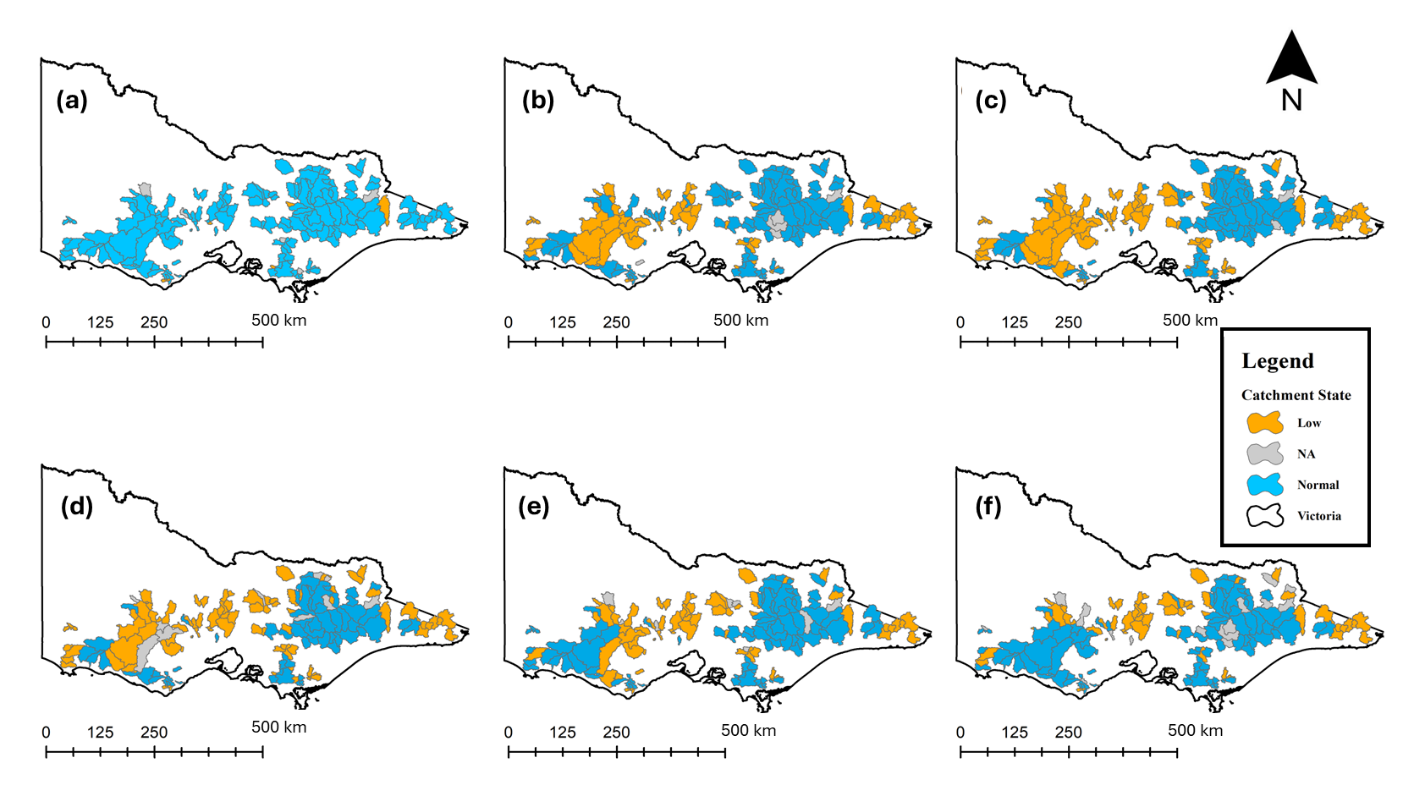 (a)
(b)
(c)
N
0 125 250 500 km
0 125 250 500 km
0 125 250 500 km
Legend
Catchment State
Low
NA
Normal
Victoria
(d)
(e)
(f)
0 125 250 500 km
0 125 250 500 km
0 125 250 500 km